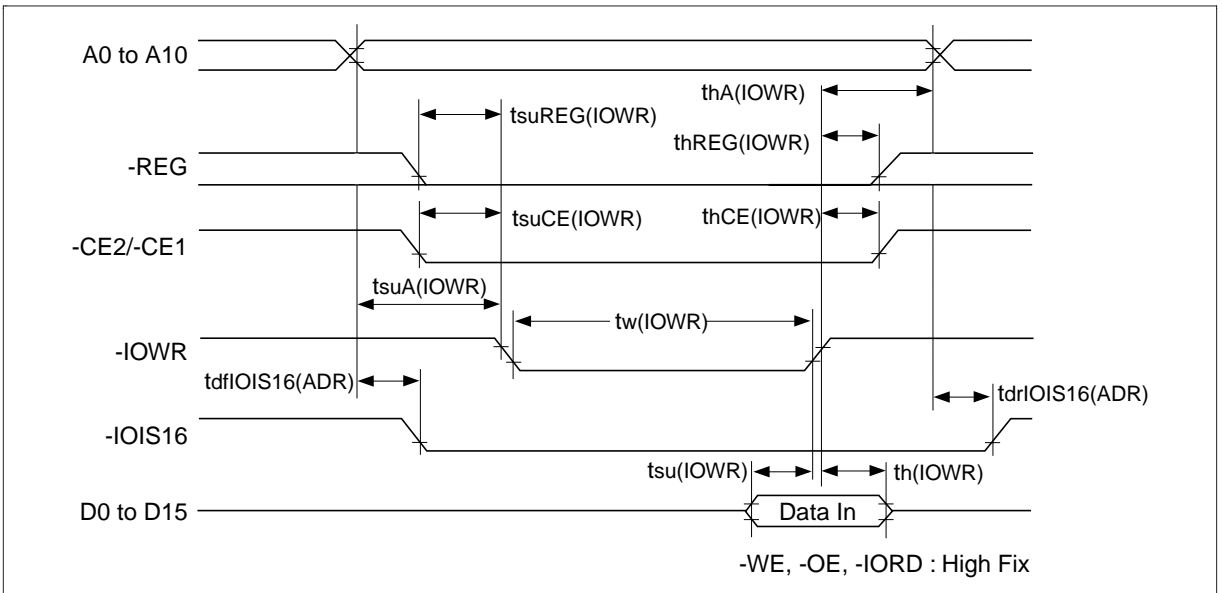 A0 to A10
thA(IOWR)
tsuREG(IOWR)
thREG(IOWR)
-REG
tsuCE(IOWR)
thCE(IOWR)
-CE2/-CE1
tsuA(IOWR)
tw(IOWR)
-IOWR
tdfIOIS16(ADR)
tdrIOIS16(ADR)
-IOIS16
tsu(IOWR)
th(IOWR)
D0 to D15
Data In
-WE, -OE, -IORD : High Fix